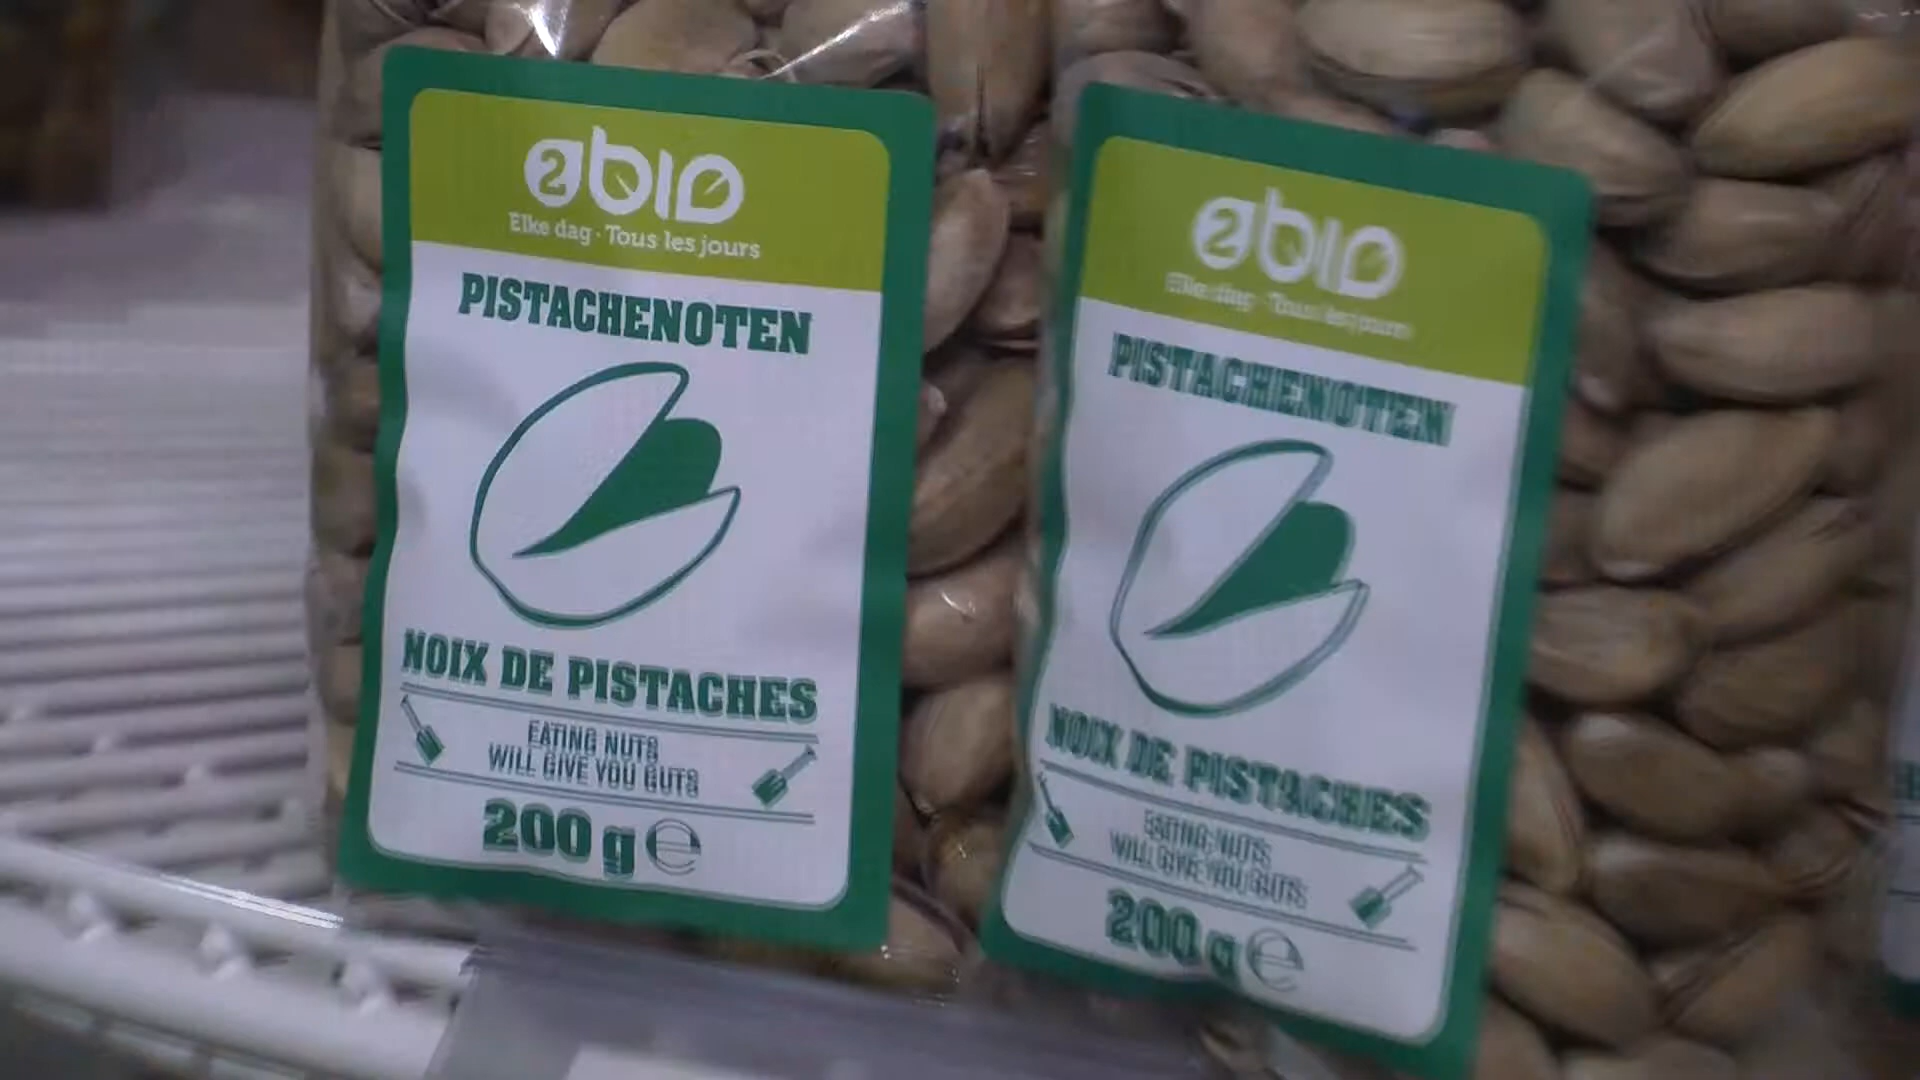 2BIO
Elke dag · Tous les jours
PISTACHENOTEN
NOIX DE PISTACHES
EATING NUTS
WILL GIVE YOU GUTS
200 g e
2BIO
Elke dag · Tous les jours
PISTACHENOTEN
NOIX DE PISTACHES
EATING NUTS
WILL GIVE YOU GUTS
200 g e